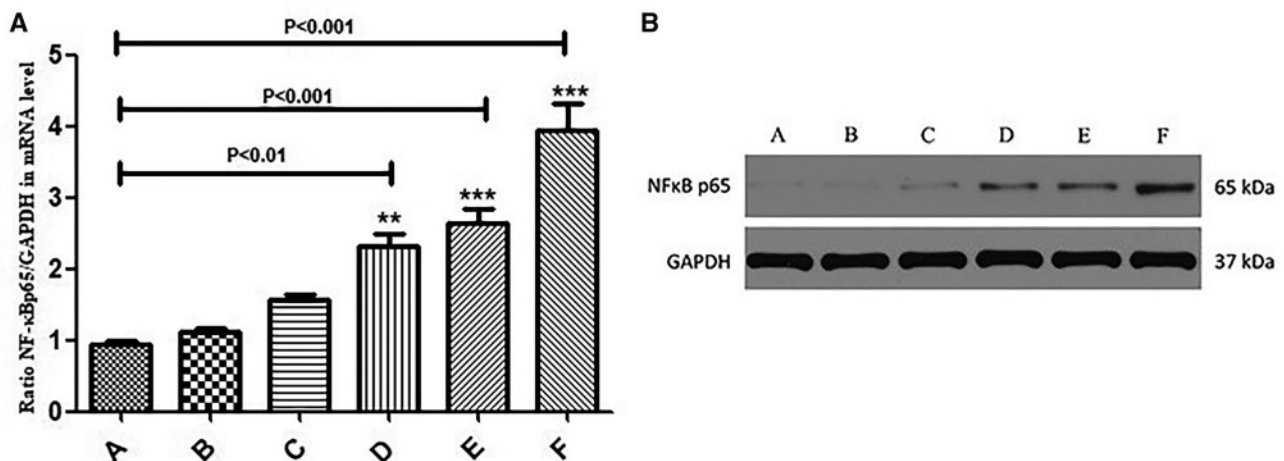 A
P<0.001
P<0.001
P<0.01
Ratio NF-κBp65/GAPDH in mRNA level
5
4
3
2
1
0
** *** ***
A B C D E F
B
A B C D E F
NFκB p65 65 kDa
GAPDH 37 kDa